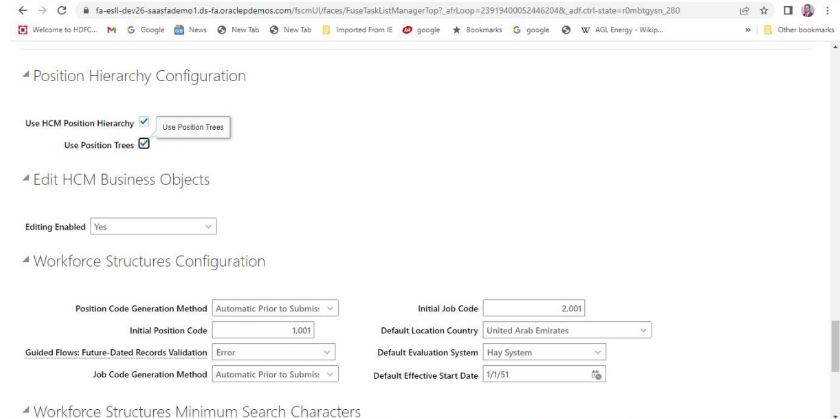 fa-esll-dev26-saasfademo1.ds-fa.oraclepdemos.com/fscmUI/faces/FuseTaskListManagerTop?_afrLoop=2391940005244620&_adf.ctrl-state=r0mbtgysn_280
Welcome to HDFC... Google News New Tab New Tab Imported From IE google Bookmarks google AGL Energy - Wikip... » Other bookmarks
Position Hierarchy Configuration
Use HCM Position Hierarchy
Use Position Trees
Use Position Trees
Edit HCM Business Objects
Editing Enabled Yes
Workforce Structures Configuration
Position Code Generation Method Automatic Prior to Submis: Initial Job Code 2,001
Initial Position Code 1,001 Default Location Country United Arab Emirates
Guided Flows: Future-Dated Records Validation Error Default Evaluation System Hay System
Job Code Generation Method Automatic Prior to Submis: Default Effective Start Date 1/1/51
Workforce Structures Minimum Search Characters